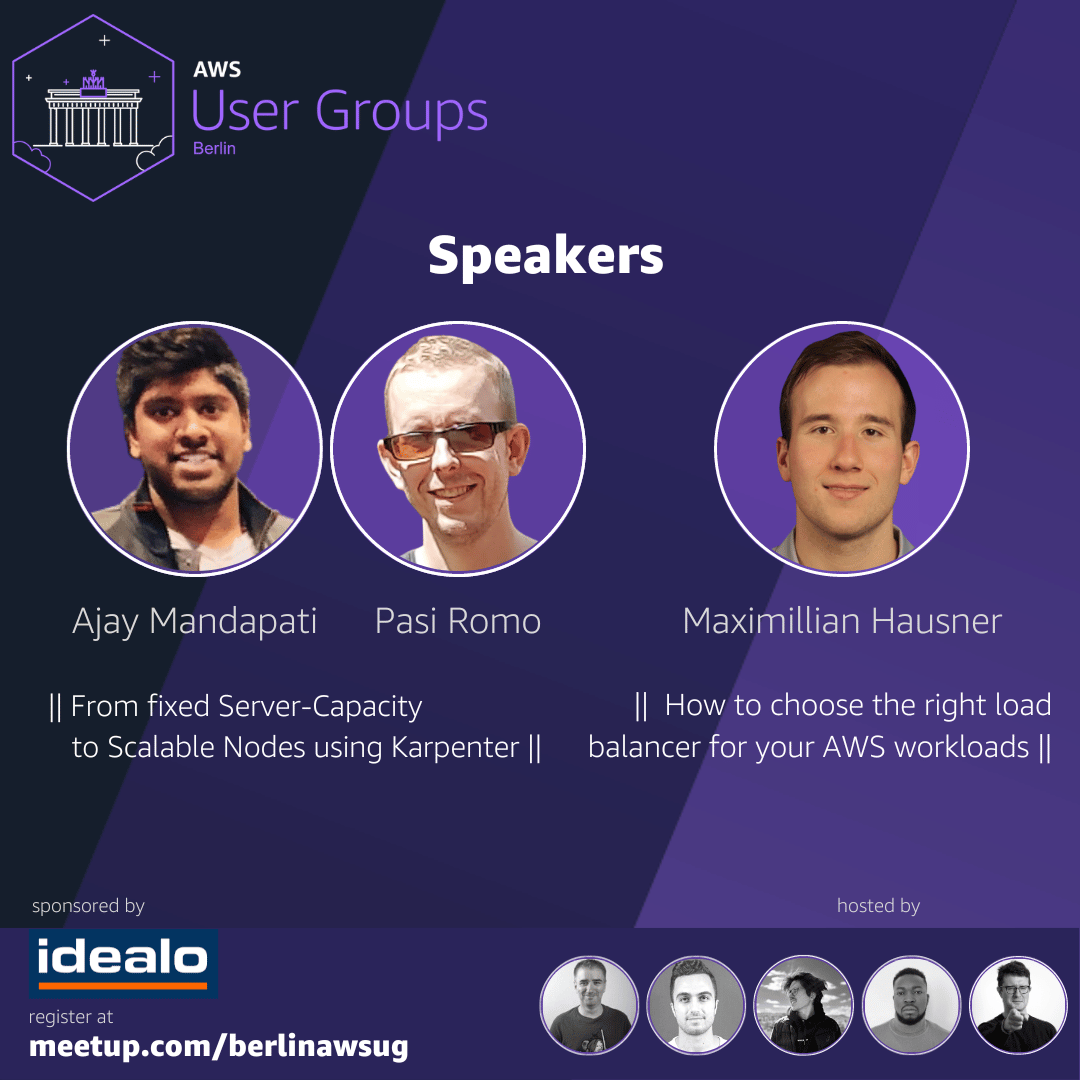 AWS
User Groups
Berlin
Speakers
Ajay Mandapati
Pasi Romo
Maximillian Hausner
|| From fixed Server-Capacity
to Scalable Nodes using Karpenter ||
|| How to choose the right load
balancer for your AWS workloads ||
sponsored by
hosted by
idealo
register at
meetup.com/berlinawsug